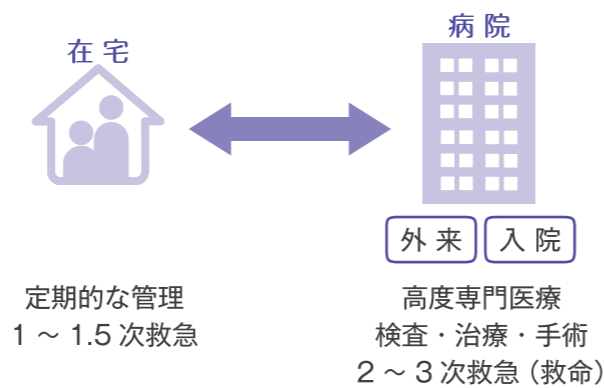 在宅
病院
外来
入院
定期的な管理
1 〜 1.5 次救急
高度専門医療
検査・治療・手術
2 〜 3 次救急（救命）